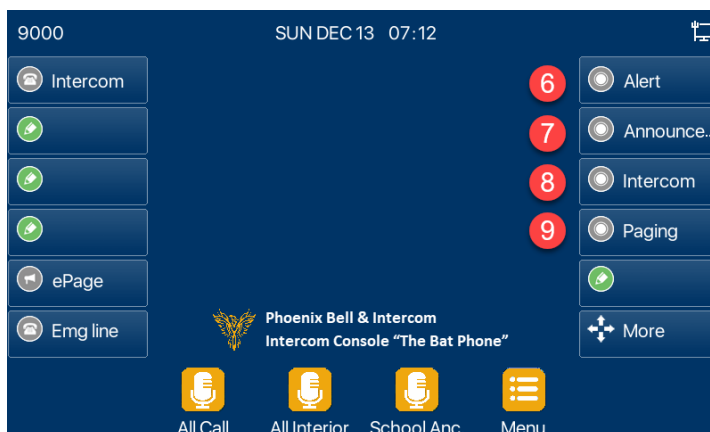 9000 SUN DEC 13 07:12
Intercom 6 Alert
7 Announce..
8 Intercom
9 Paging
ePage
Emg line More
Phoenix Bell & Intercom
Intercom Console “The Bat Phone”
All Call All Interior School Anc Menu